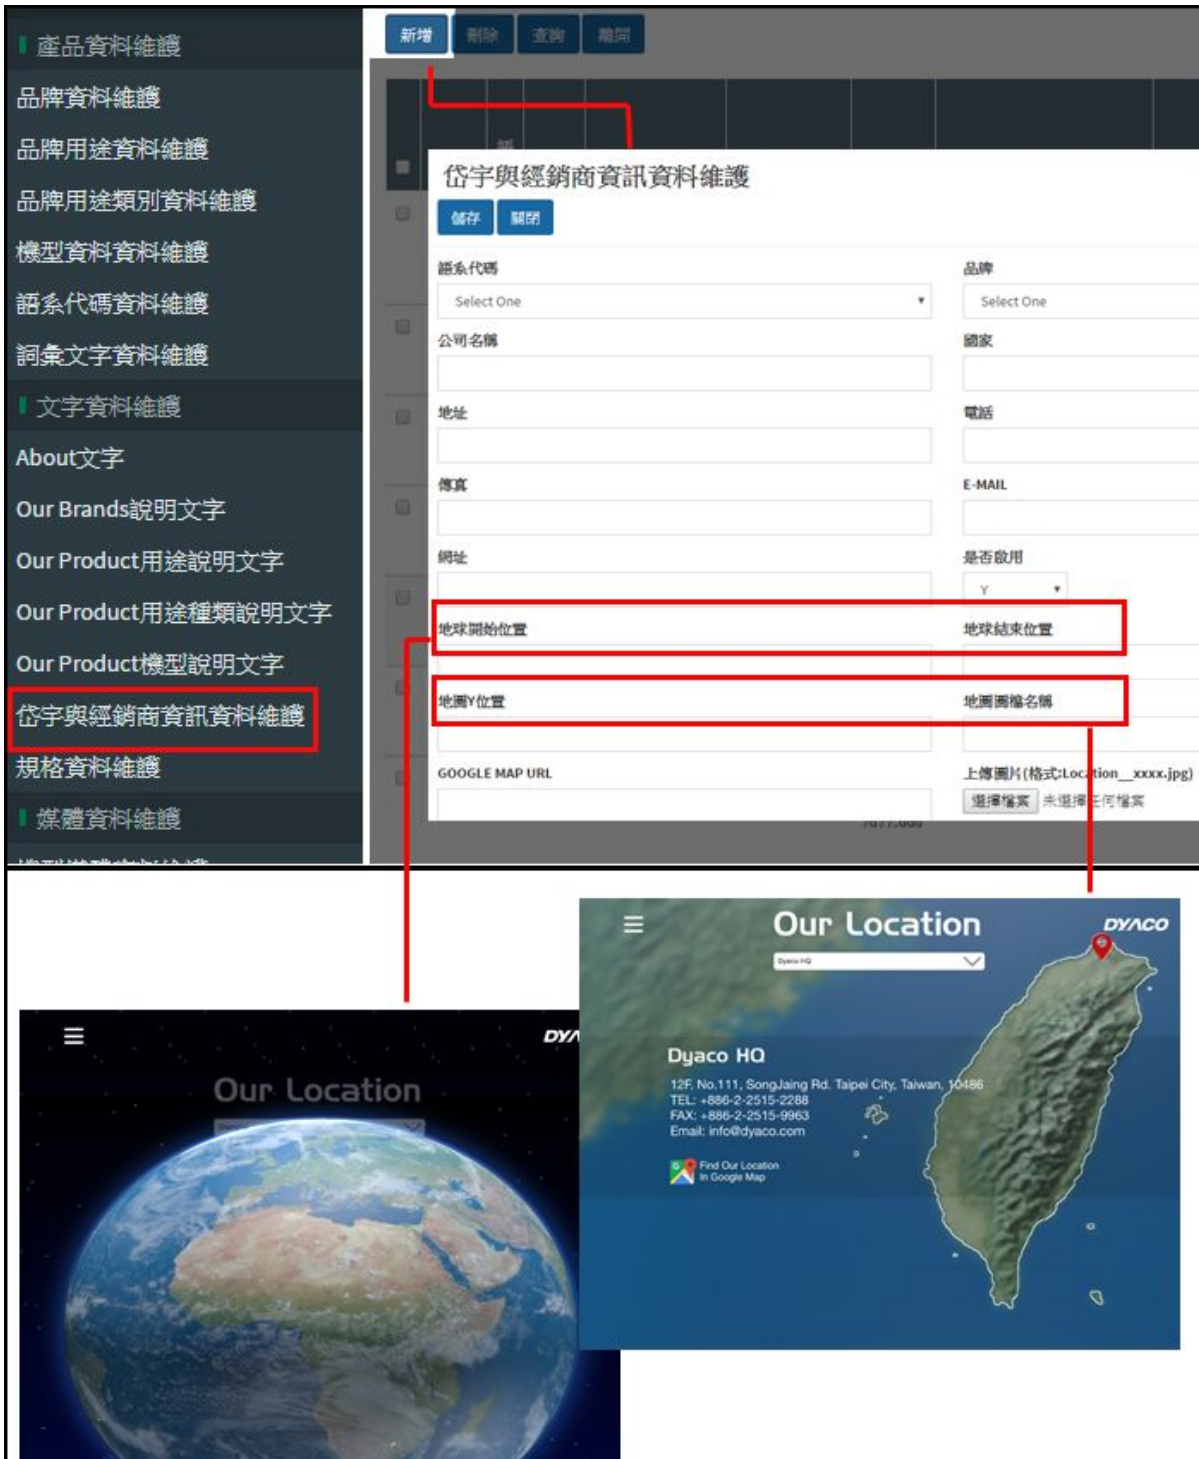 產品資料維護
品牌資料維護
品牌用途資料維護
品牌用途類別資料維護
機型資料資料維護
語系代碼資料維護
詞彙文字資料維護
文字資料維護
About文字
Our Brands說明文字
Our Product用途說明文字
Our Product用途種類說明文字
Our Product機型說明文字
岱宇與經銷商資訊資料維護
規格資料維護
媒體資料維護
新增 刪除 查詢 離開
岱宇與經銷商資訊資料維護
儲存 關閉
語系代碼 品牌
Select One Select One
公司名稱 國家
地址 電話
傳真 E-MAIL
網址 是否啟用
Y
地球開始位置 地球結束位置
地圖Y位置 地圖圖檔名稱
GOOGLE MAP URL 上傳圖片(格式:Location__xxxx.jpg)
選擇檔案 未選擇任何檔案
Our Location DYACO
Dyaco HQ
Dyaco HQ
12F, No.111, SongJaing Rd. Taipei City, Taiwan, 10486
TEL: +886-2-2515-2288
FAX: +886-2-2515-9963
Email: info@dyaco.com
Find Our Location
In Google Map
Our Location